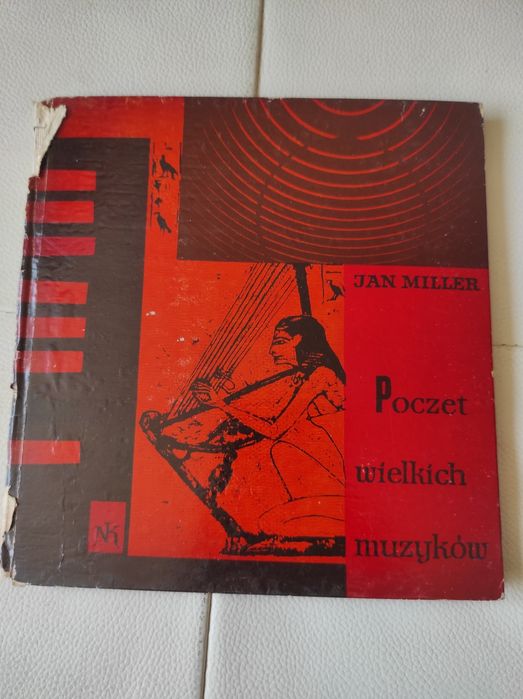 JAN MILLER
Poczet
wielkich
muzyków
NK